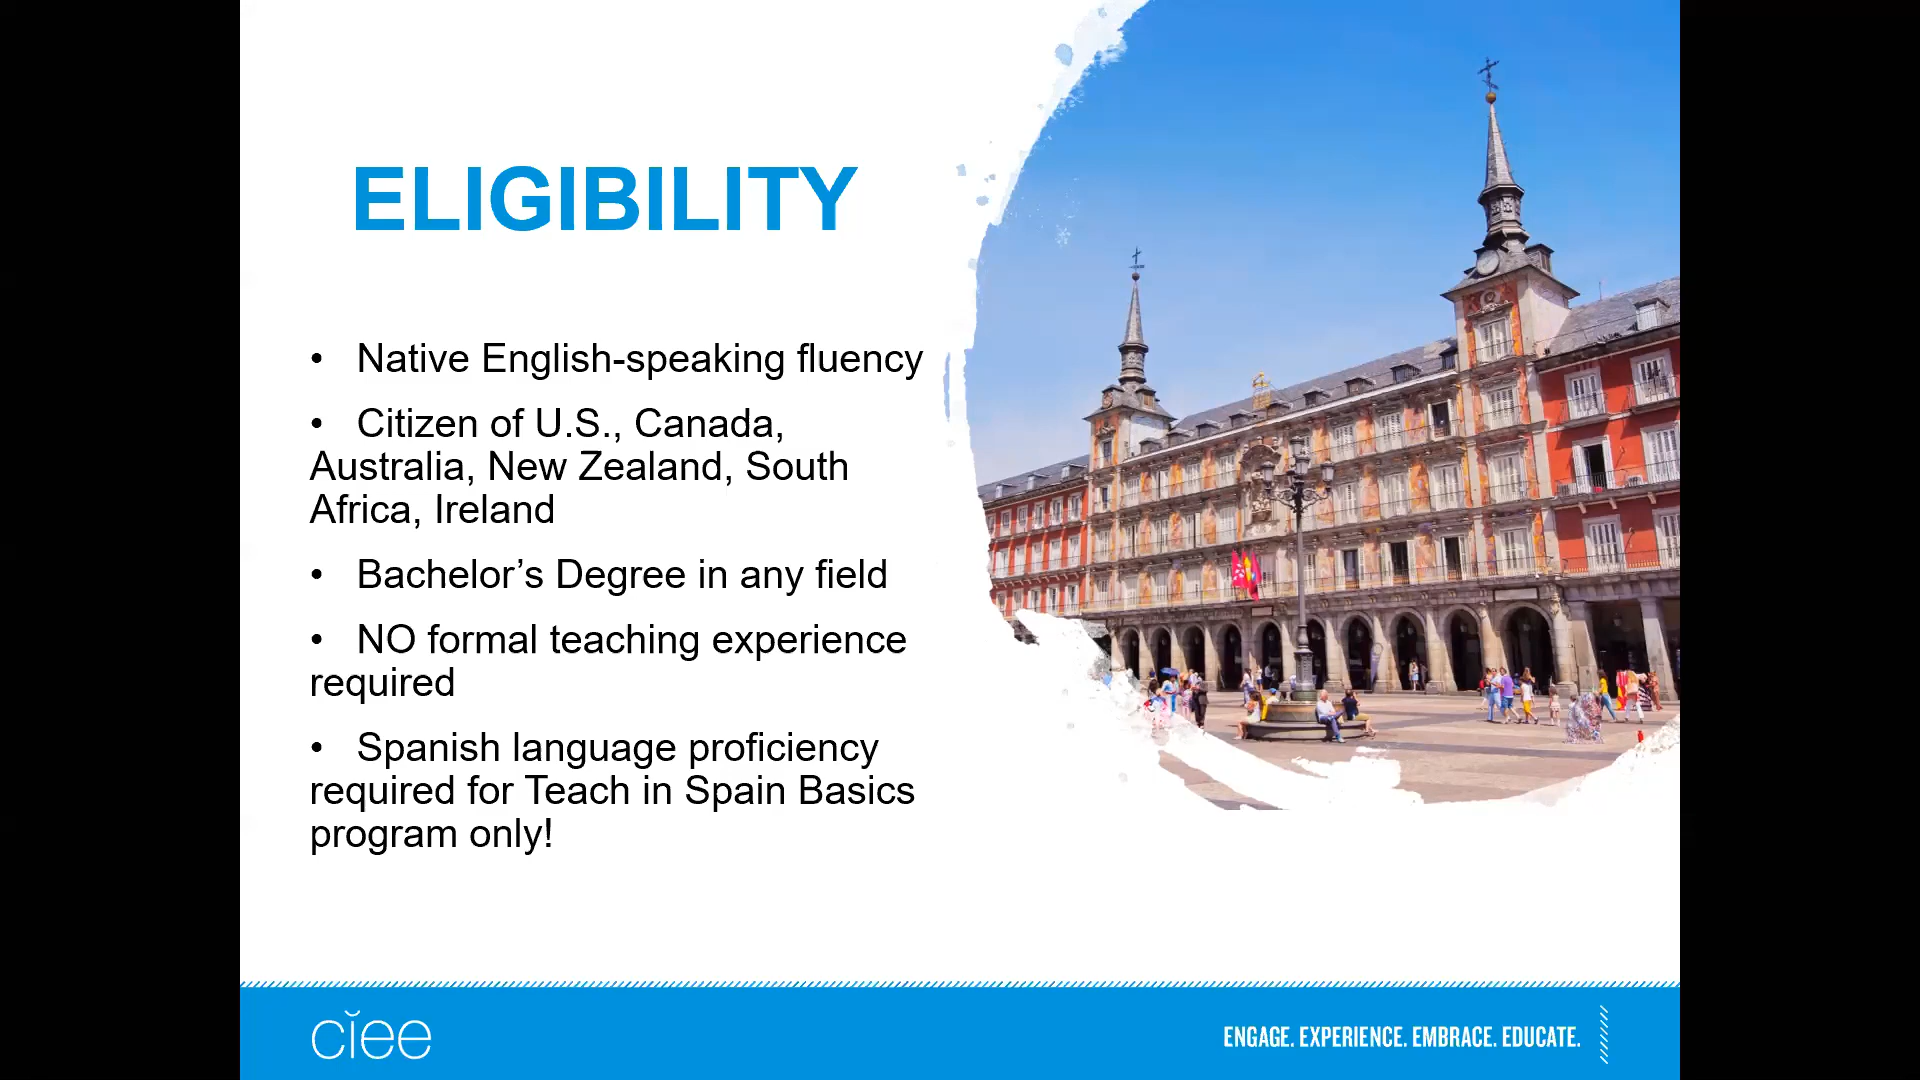 ELIGIBILITY
• Native English-speaking fluency
• Citizen of U.S., Canada,
Australia, New Zealand, South
Africa, Ireland
• Bachelor’s Degree in any field
• NO formal teaching experience
required
• Spanish language proficiency
required for Teach in Spain Basics
program only!
ciee
ENGAGE. EXPERIENCE. EMBRACE. EDUCATE.